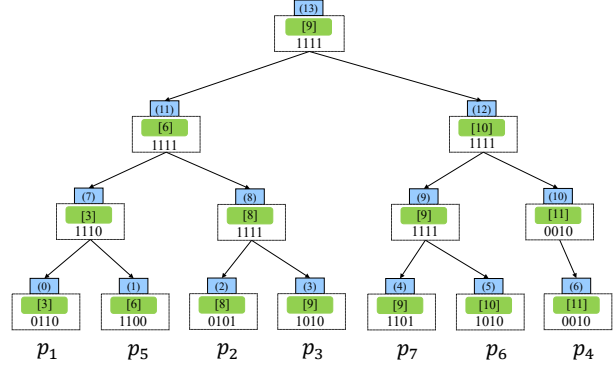 (13)
[9]
1111
(11) (12)
[6] [10]
1111 1111
(7) (8) (9) (10)
[3] [8] [9] [11]
1110 1111 1111 0010
(0) (1) (2) (3) (4) (5) (6)
[3] [6] [8] [9] [9] [10] [11]
0110 1100 0101 1010 1101 1010 0010
p₁ p₅ p₂ p₃ p₇ p₆ p₄